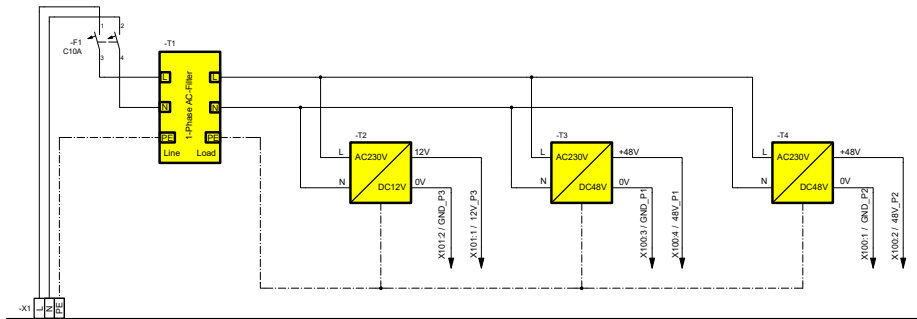 -F1
C10A
1
2
3
4
-T1
L
N
PE
Line
1-Phase AC-Filter
L
N
PE
Load
-T2
L
N
AC230V
DC12V
12V
0V
X101:2 / GND_P3
X101:1 / 12V_P3
-T3
L
N
AC230V
DC48V
+48V
0V
X100:3 / GND_P1
X100:4 / 48V_P1
-T4
L
N
AC230V
DC48V
+48V
0V
X100:1 / GND_P2
X100:2 / 48V_P2
-X1
L
N
PE